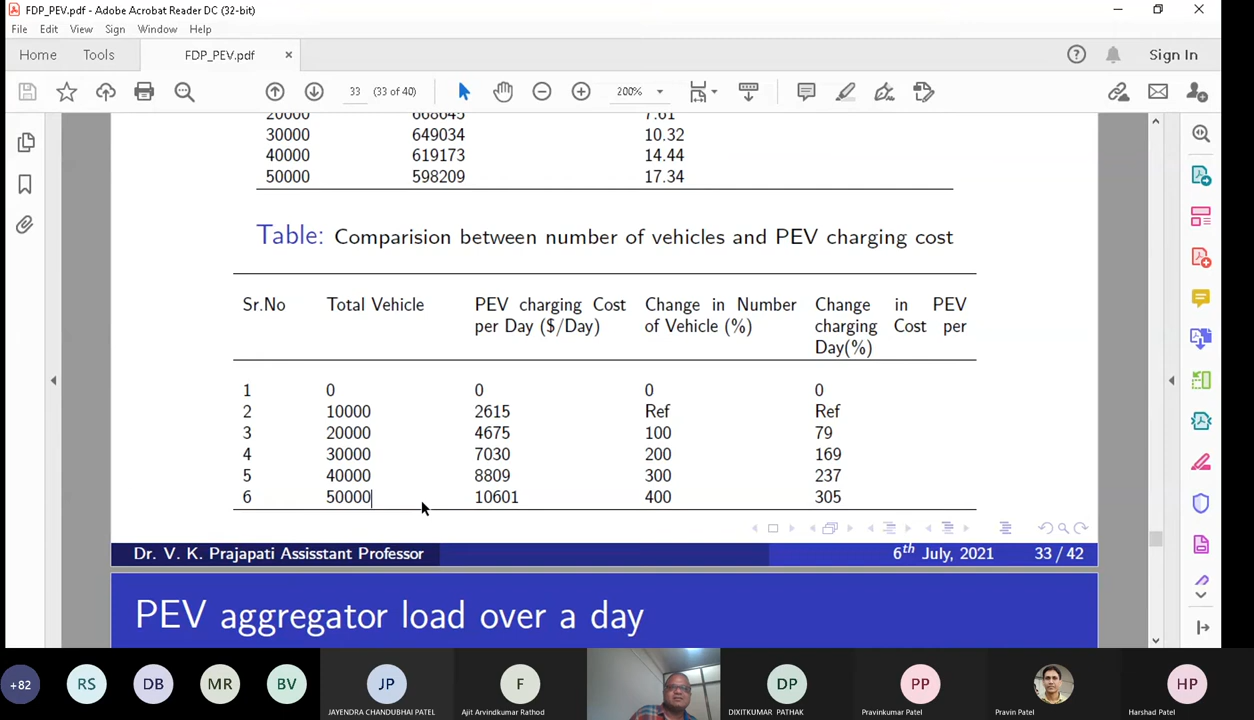 FDP_PEV.pdf - Adobe Acrobat Reader DC (32-bit)
File Edit View Sign Window Help
Home Tools FDP_PEV.pdf × Sign In
33 (33 of 40) 200%
20000 668645 7.61
30000 649034 10.32
40000 619173 14.44
50000 598209 17.34
Table: Comparision between number of vehicles and PEV charging cost
Sr.No Total Vehicle PEV charging Cost Change in Number Change in PEV
per Day ($/Day) of Vehicle (%) charging Cost per
Day(%)
1 0 0 0 0
2 10000 2615 Ref Ref
3 20000 4675 100 79
4 30000 7030 200 169
5 40000 8809 300 237
6 50000 10601 400 305
Dr. V. K. Prajapati Assisstant Professor 6th July, 2021 33 / 42
PEV aggregator load over a day
+82 RS DB MR BV JP F DP PP HP
JAYENDRA CHANDUBHAI PATEL Ajit Arvindkumar Rathod DIXITKUMAR PATHAK Pravinkumar Patel Pravin Patel Harshad Patel